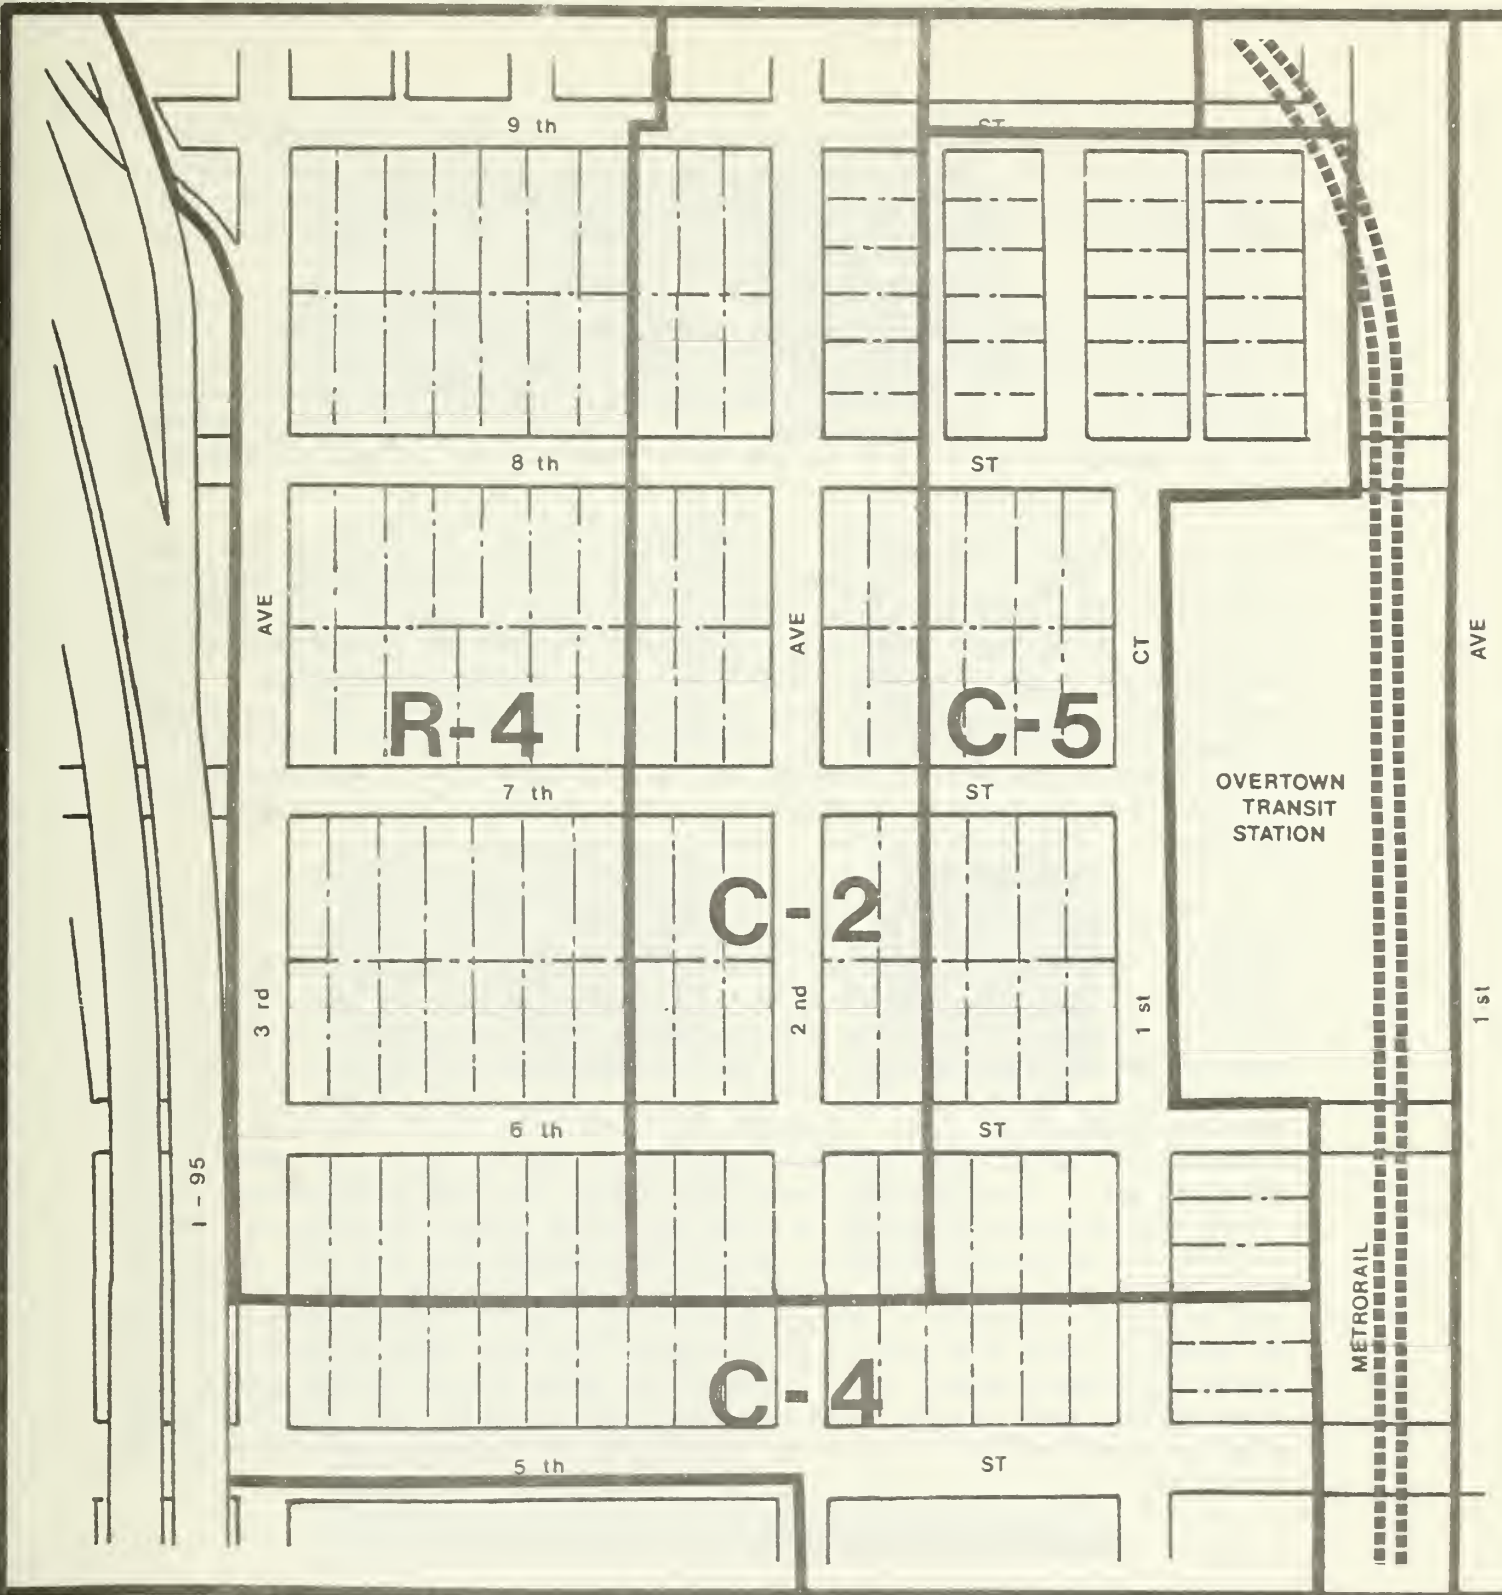 9 th ST
8 th ST
AVE
AVE
CT
AVE
R-4
C-5
7 th ST
OVERTOWN
TRANSIT
STATION
C-2
3 rd
2 nd
1 st
1 st
6 th ST
I-95
METRORAIL
C-4
5 th ST